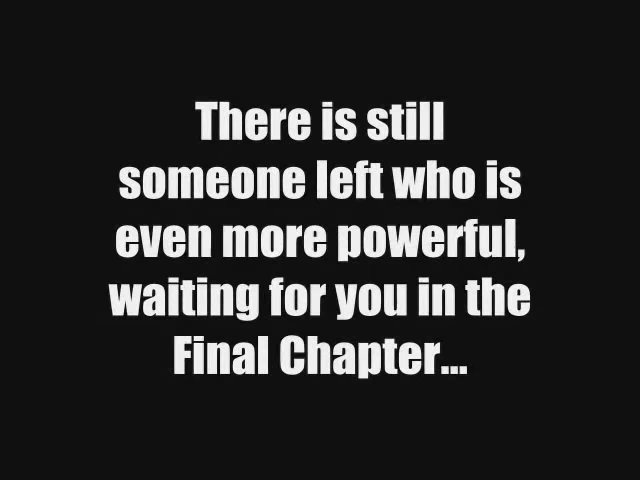 There is still
someone left who is
even more powerful,
waiting for you in the
Final Chapter...